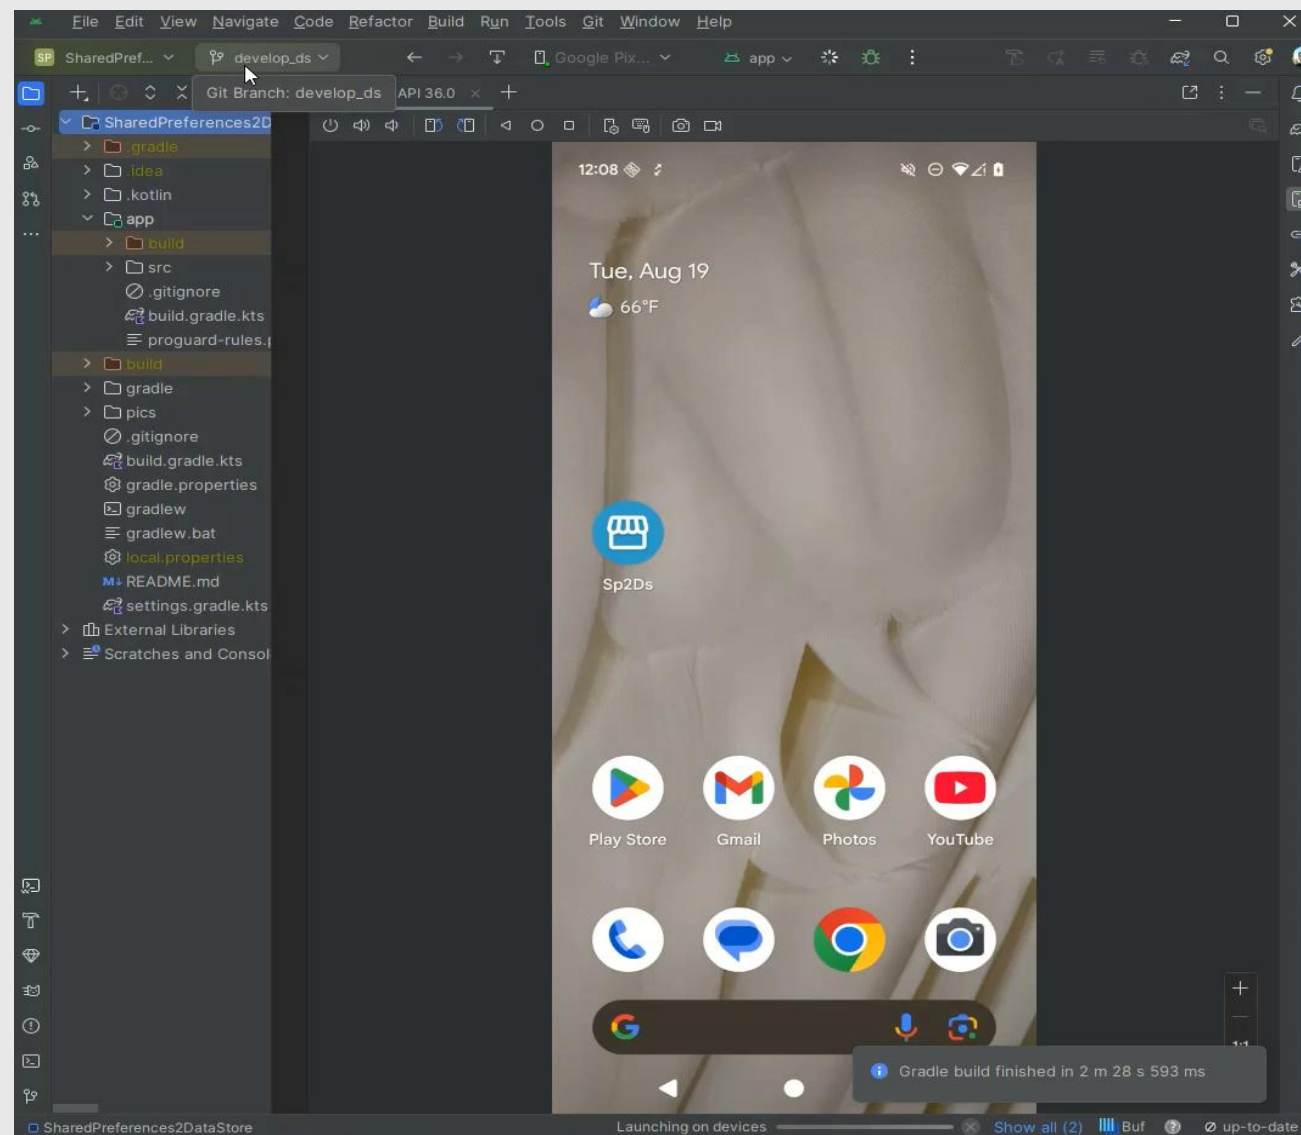 File Edit View Navigate Code Refactor Build Run Tools Git Window Help
SP SharedPref... develop_ds Google Pix... app
Git Branch: develop_ds API 36.0
SharedPreferences2D
.gradle
.idea
.kotlin
app
build
src
.gitignore
build.gradle.kts
proguard-rules.p
build
gradle
pics
.gitignore
build.gradle.kts
gradle.properties
gradlew
gradlew.bat
local.properties
README.md
settings.gradle.kts
External Libraries
Scratches and Consol
12:08
Tue, Aug 19
66°F
Sp2Ds
Play Store Gmail Photos YouTube
1:1
Gradle build finished in 2 m 28 s 593 ms
SharedPreferences2DataStore Launching on devices Show all (2) Buf up-to-date